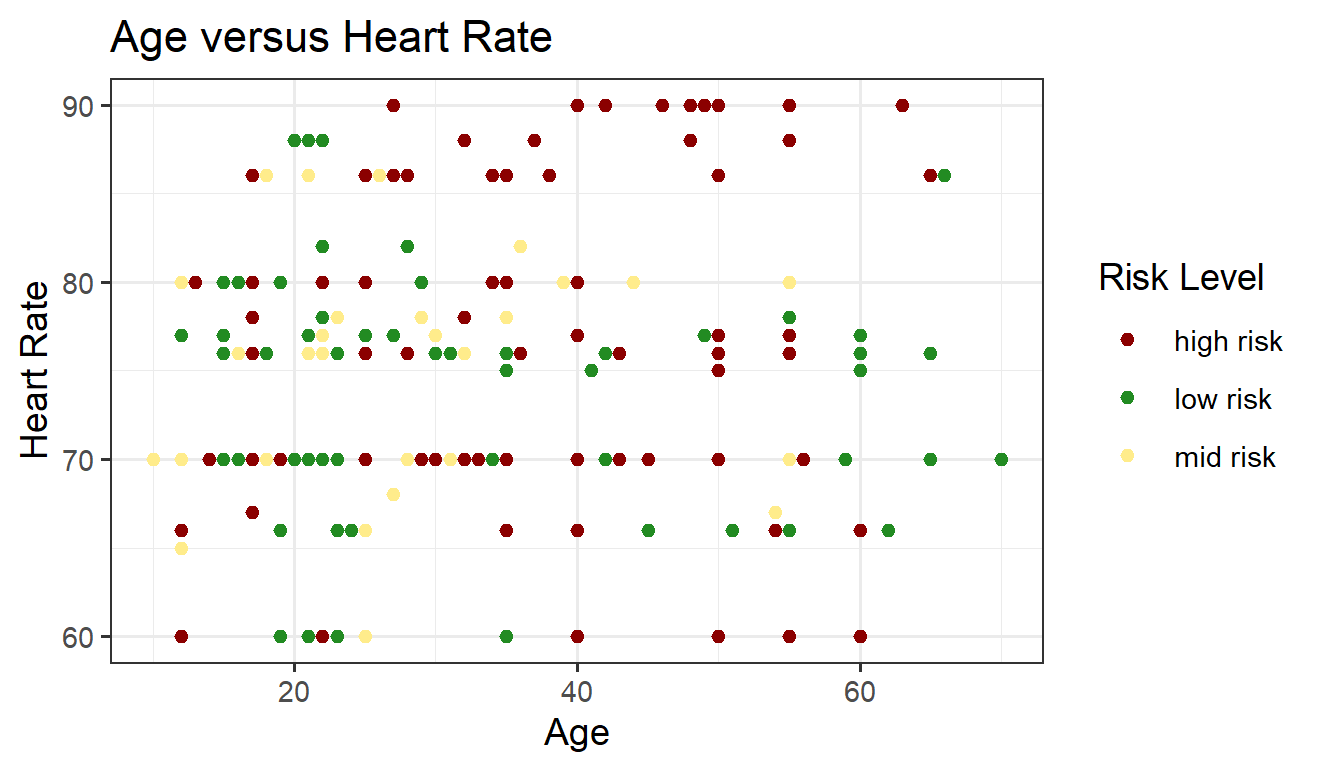 Age versus Heart Rate
90
80
70
60
Heart Rate
20
40
60
Age
Risk Level
high risk
low risk
mid risk